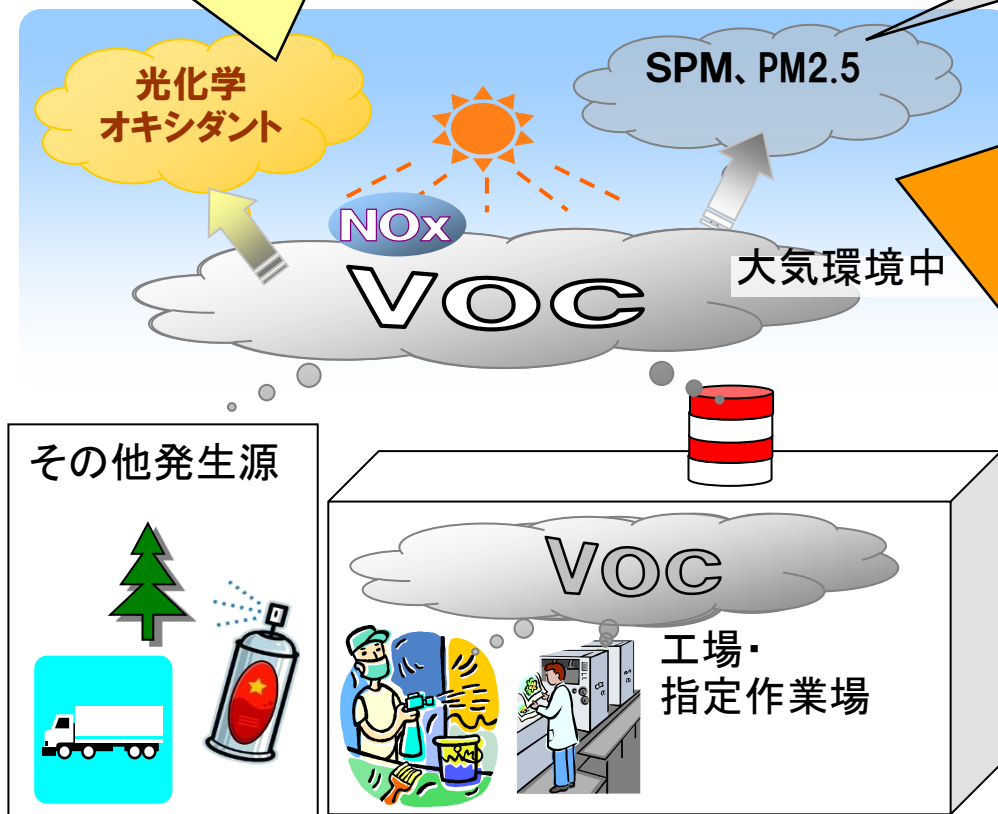 光化学
オキシダント
SPM、PM2.5
NOx
VOC
大気環境中
その他発生源
VOC
工場・
指定作業場